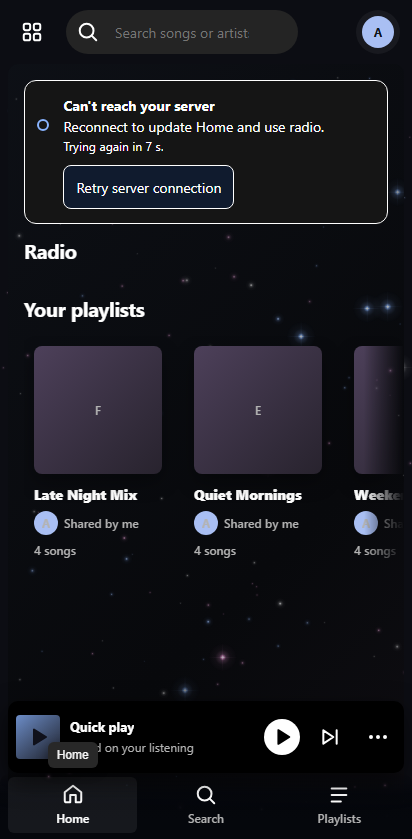 Search songs or artist
A
Can't reach your server
Reconnect to update Home and use radio.
Trying again in 7 s.
Retry server connection
Radio
Your playlists
F
E
Late Night Mix
Quiet Mornings
A
Shared by me
A
Shared by me
A
4 songs
4 songs
4 songs
Quick play
on your listening
Home
Home
Search
Playlists